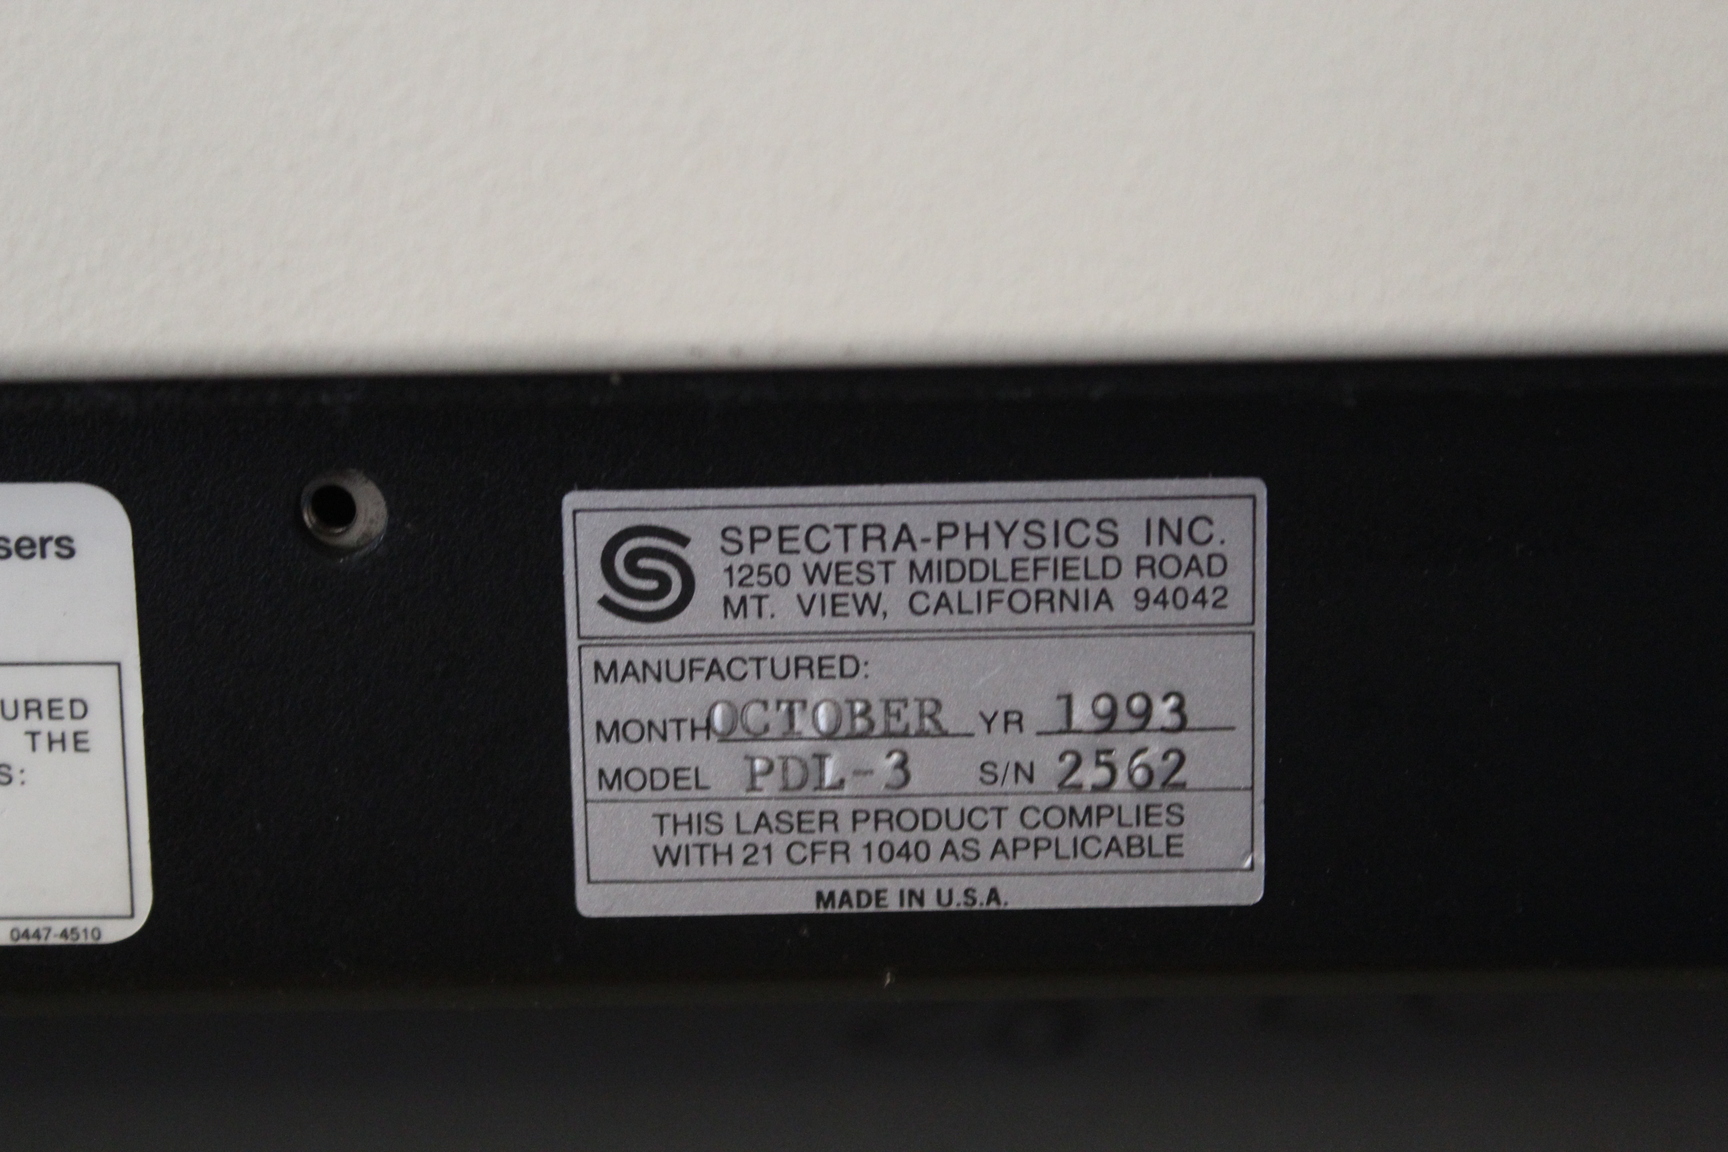 sers
URED
THE
S:
0447-4510
SPECTRA-PHYSICS INC.
1250 WEST MIDDLEFIELD ROAD
MT. VIEW, CALIFORNIA 94042
MANUFACTURED:
MONTH OCTOBER YR 1993
MODEL PDL-3 S/N 2562
THIS LASER PRODUCT COMPLIES
WITH 21 CFR 1040 AS APPLICABLE
MADE IN U.S.A.